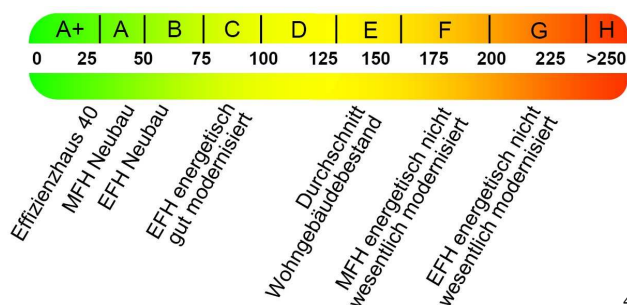 A+ A B C D E F G H
0 25 50 75 100 125 150 175 200 225 >250
Effizienzhaus 40
MFH Neubau
EFH Neubau
EFH energetisch
gut modernisiert
Durchschnitt
Wohngebäudebestand
MFH energetisch nicht
wesentlich modernisiert
EFH energetisch nicht
wesentlich modernisiert